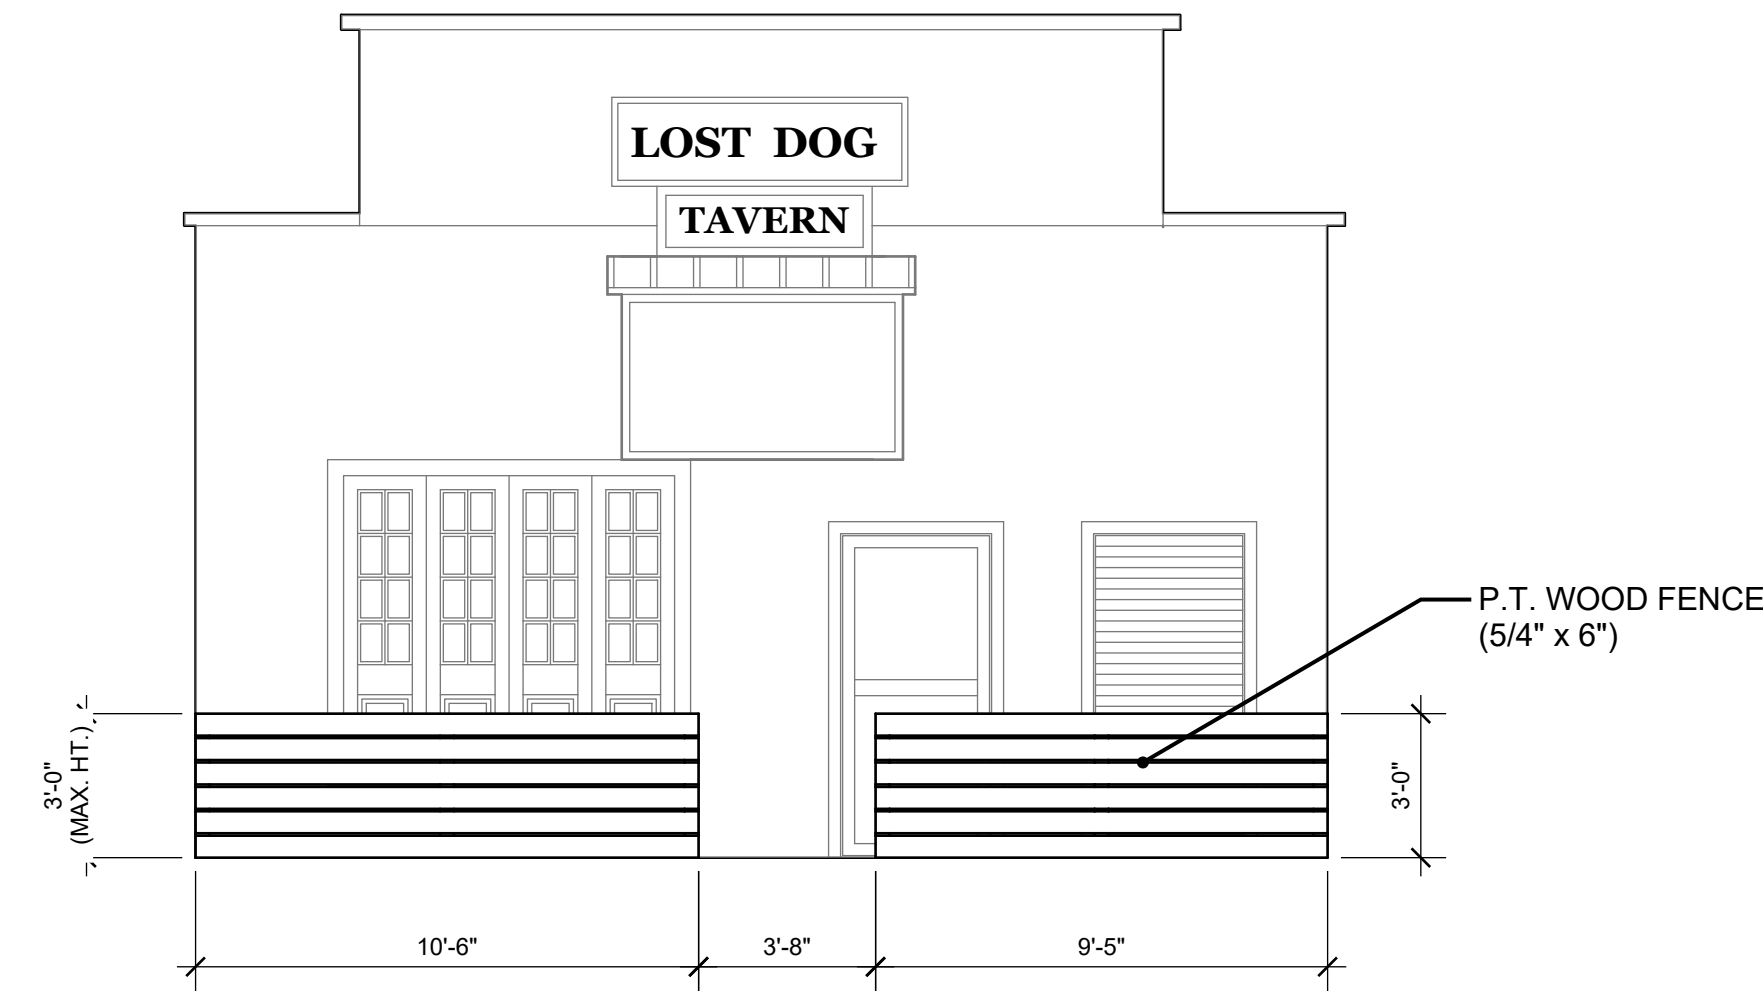 LOST DOG
TAVERN
P.T. WOOD FENCE
(5/4" x 6")
3'-0"
(MAX. HT.)
3'-0"
10'-6"
3'-8"
9'-5"